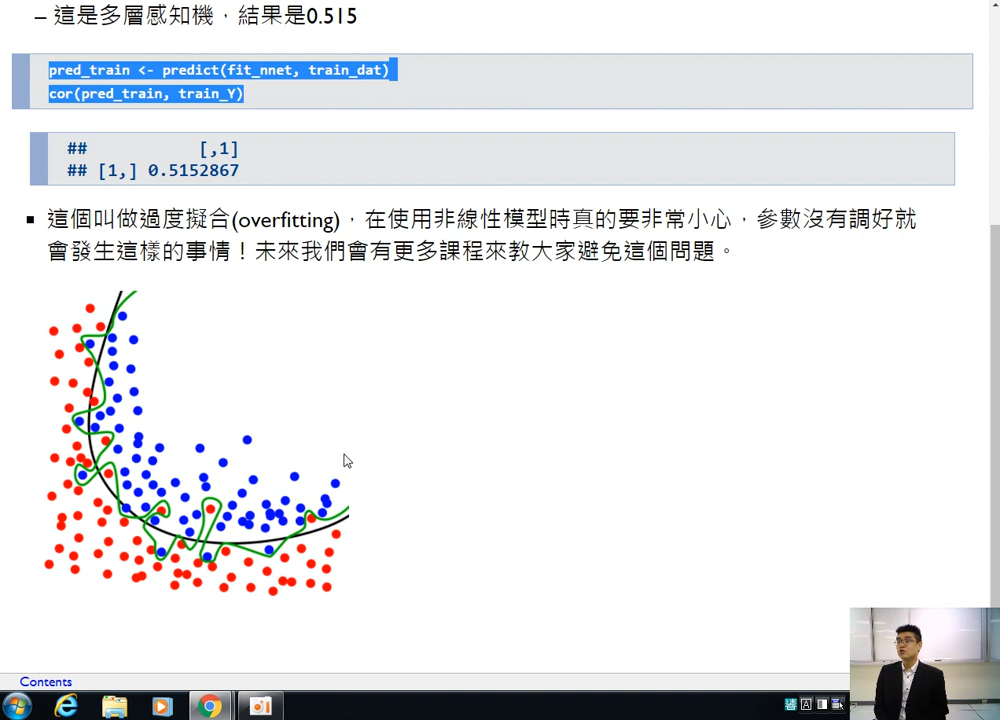 – 這是多層感知機，結果是0.515
pred_train <- predict(fit_nnet, train_dat)
cor(pred_train, train_Y)
## [,1]
## [1,] 0.5152867
▪ 這個叫做過度擬合(overfitting)，在使用非線性模型時真的要非常小心，參數沒有調好就
會發生這樣的事情！未來我們會有更多課程來教大家避免這個問題。
Contents